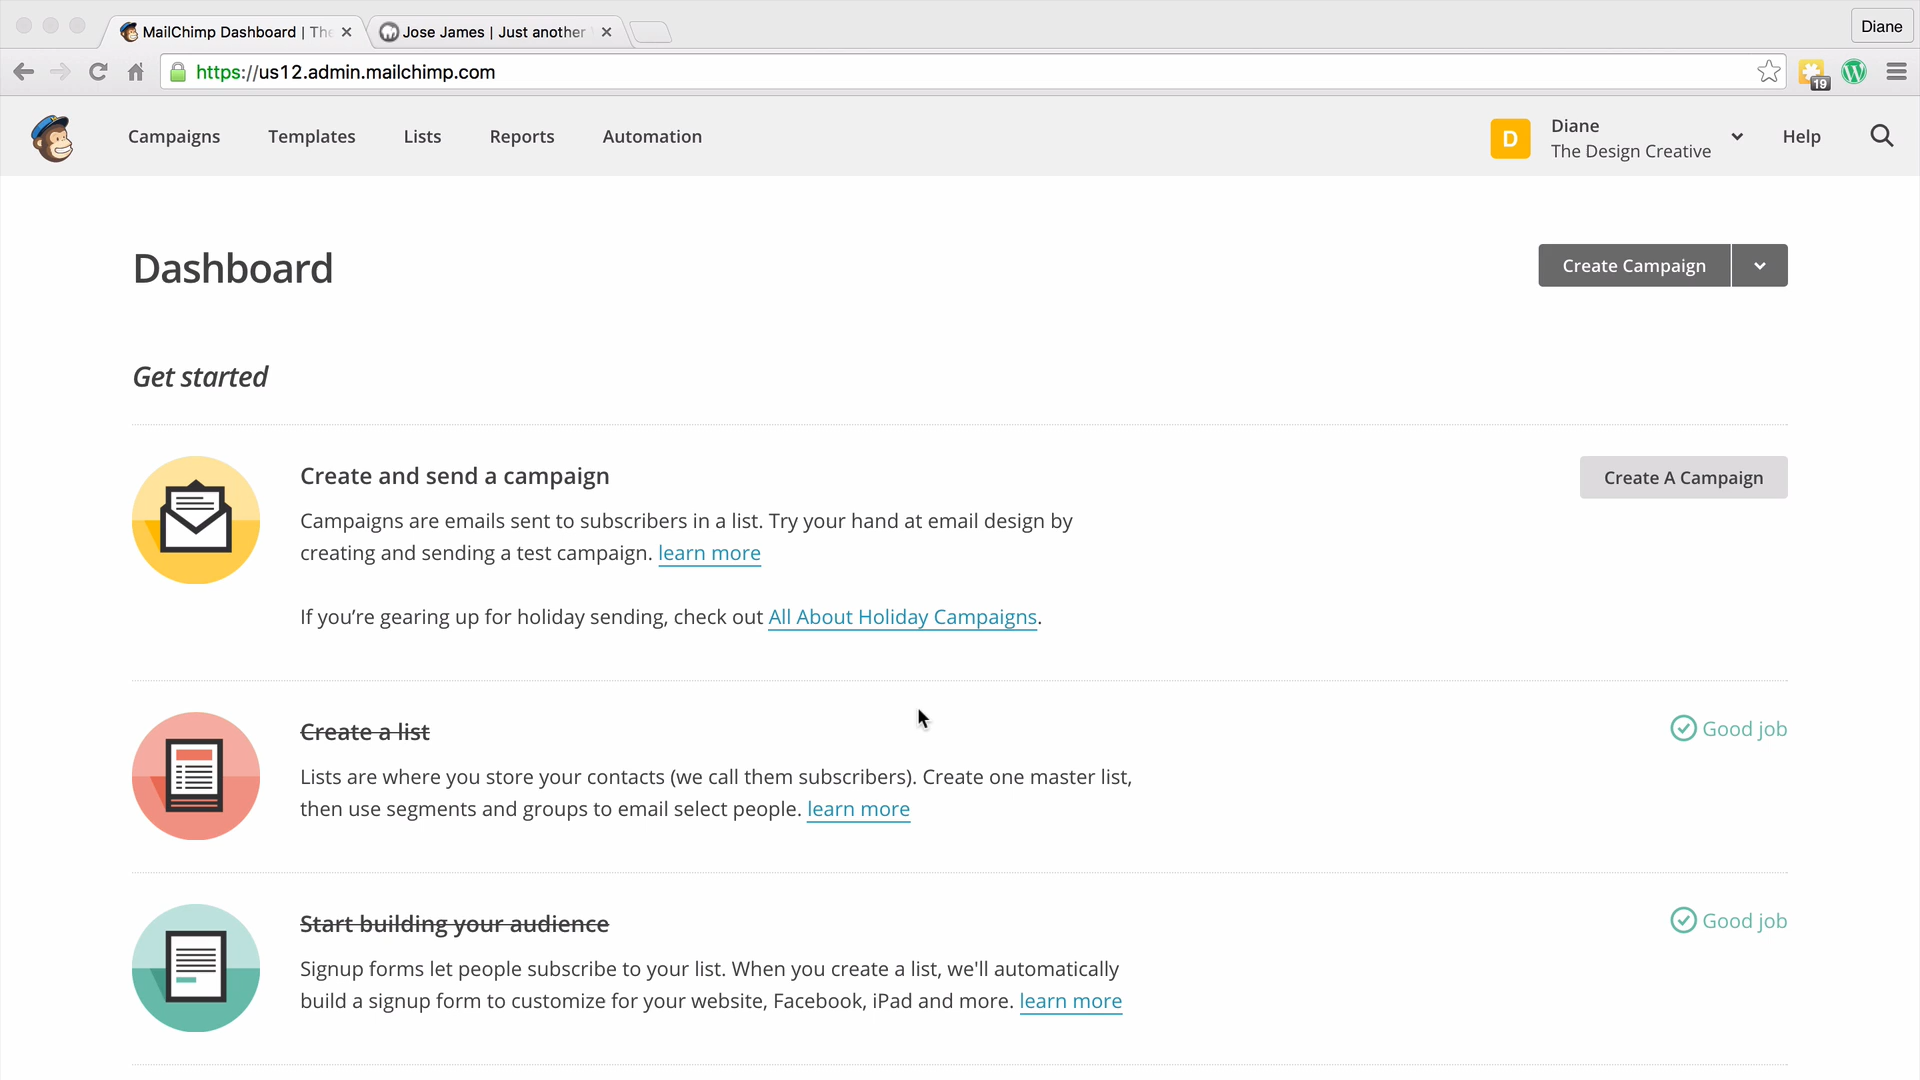 MailChimp Dashboard | The
Jose James | Just another
Diane
https://us12.admin.mailchimp.com
19
Campaigns
Templates
Lists
Reports
Automation
D
Diane
The Design Creative
Help
Dashboard
Create Campaign
Get started
Create and send a campaign
Create A Campaign
Campaigns are emails sent to subscribers in a list. Try your hand at email design by
creating and sending a test campaign. learn more
If you’re gearing up for holiday sending, check out All About Holiday Campaigns.
Create a list
Good job
Lists are where you store your contacts (we call them subscribers). Create one master list,
then use segments and groups to email select people. learn more
Start building your audience
Good job
Signup forms let people subscribe to your list. When you create a list, we'll automatically
build a signup form to customize for your website, Facebook, iPad and more. learn more